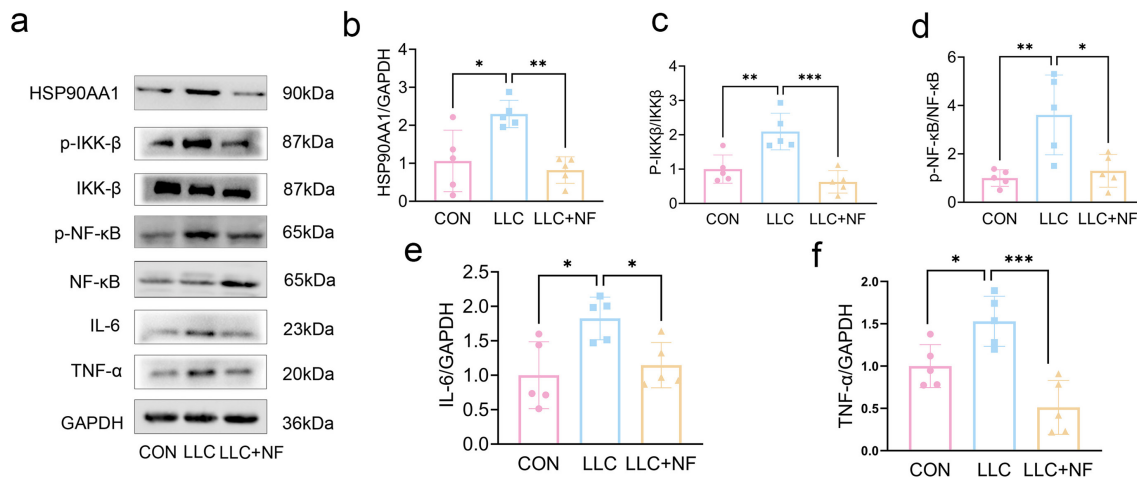 a
HSP90AA1 90kDa
p-IKK-β 87kDa
IKK-β 87kDa
p-NF-κB 65kDa
NF-κB 65kDa
IL-6 23kDa
TNF-α 20kDa
GAPDH 36kDa
CON LLC LLC+NF
b
HSP90AA1/GAPDH
4
3
2
1
0
* **
CON LLC LLC+NF
c
P-IKKβ/IKKβ
4
3
2
1
0
** ***
CON LLC LLC+NF
d
p-NF-κB/NF-κB
6
4
2
0
** *
CON LLC LLC+NF
e
IL-6/GAPDH
2.5
2.0
1.5
1.0
0.5
0.0
* *
CON LLC LLC+NF
f
TNF-α/GAPDH
2.0
1.5
1.0
0.5
0.0
* ***
CON LLC LLC+NF